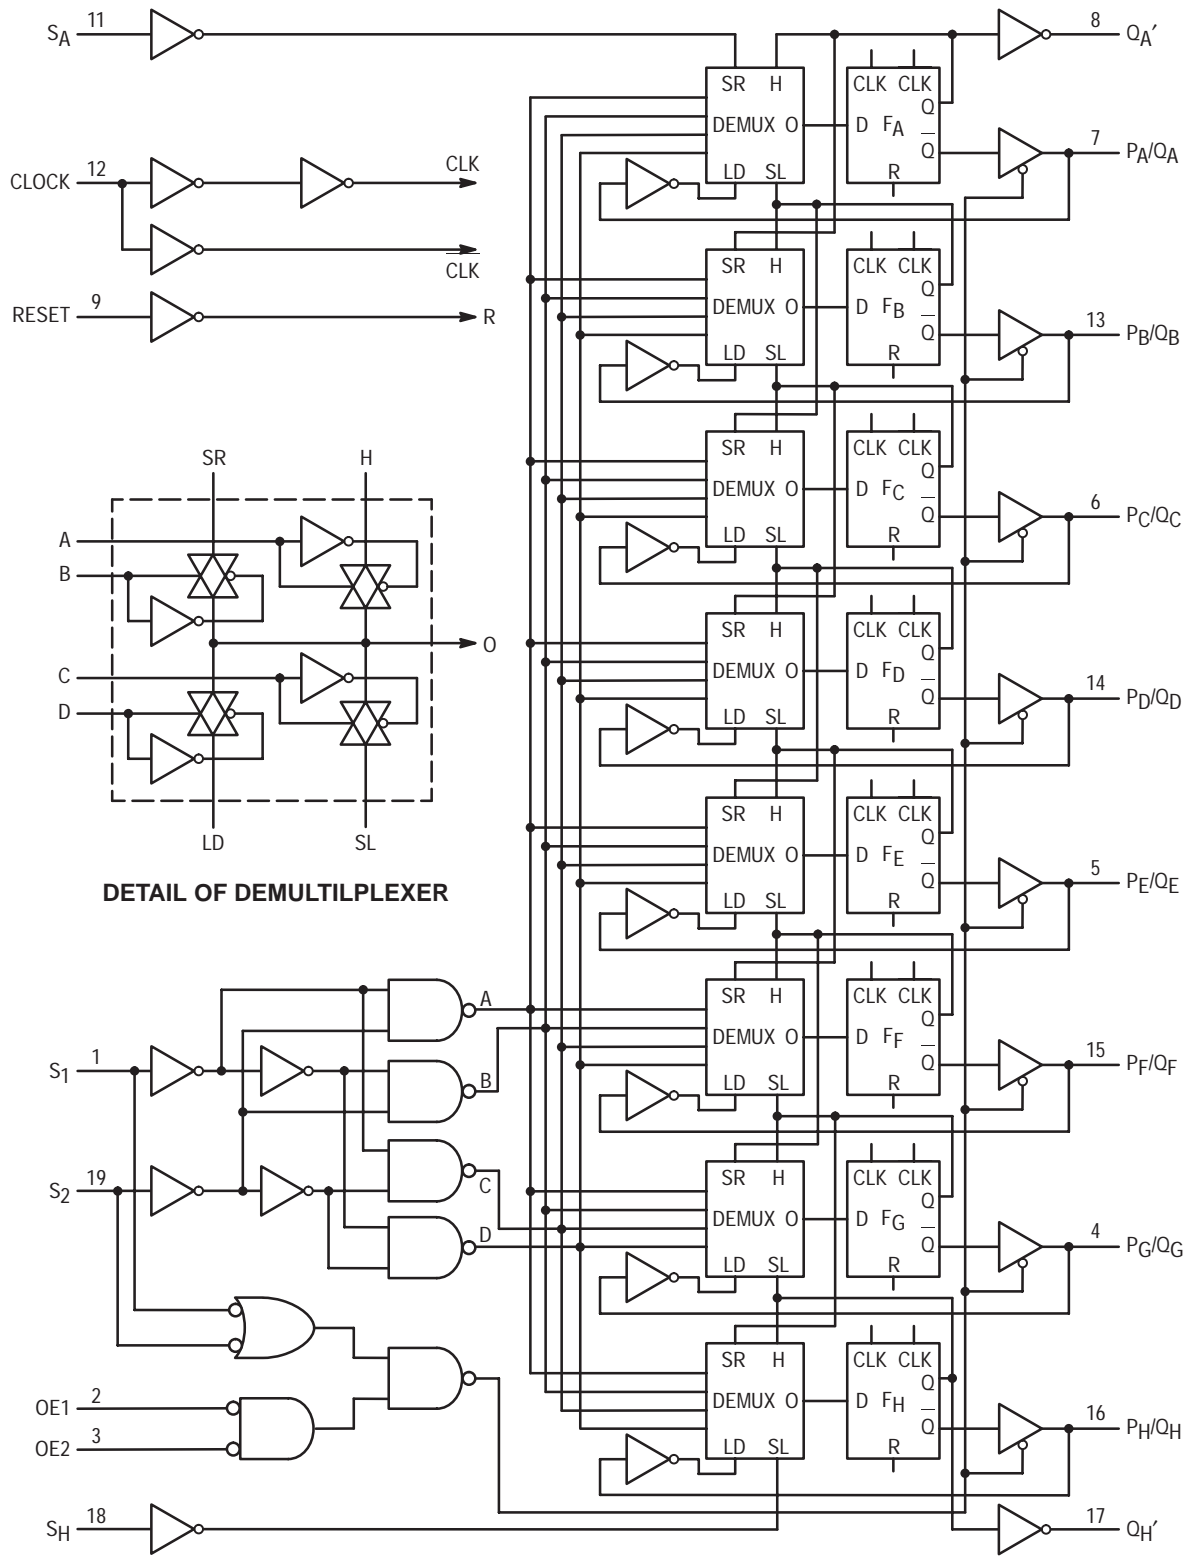 SA 11
8 QA′
SR H
CLK CLK
Q
DEMUX O
D FA
Q
7 PA/QA
LD SL
R
CLOCK 12
CLK
CLK
RESET 9
R
SR H
CLK CLK
Q
DEMUX O
D FB
Q
13 PB/QB
LD SL
R
SR H
CLK CLK
Q
DEMUX O
D FC
Q
6 PC/QC
LD SL
R
SR H
A
B
O
C
D
LD SL
DETAIL OF DEMULTILPLEXER
SR H
CLK CLK
Q
DEMUX O
D FD
Q
14 PD/QD
LD SL
R
SR H
CLK CLK
Q
DEMUX O
D FE
Q
5 PE/QE
LD SL
R
SR H
CLK CLK
Q
DEMUX O
D FF
Q
15 PF/QF
LD SL
R
A
S1 1
B
S2 19
C
D
SR H
CLK CLK
Q
DEMUX O
D FG
Q
4 PG/QG
LD SL
R
SR H
CLK CLK
Q
DEMUX O
D FH
Q
16 PH/QH
LD SL
R
OE1 2
OE2 3
SH 18
17 QH′